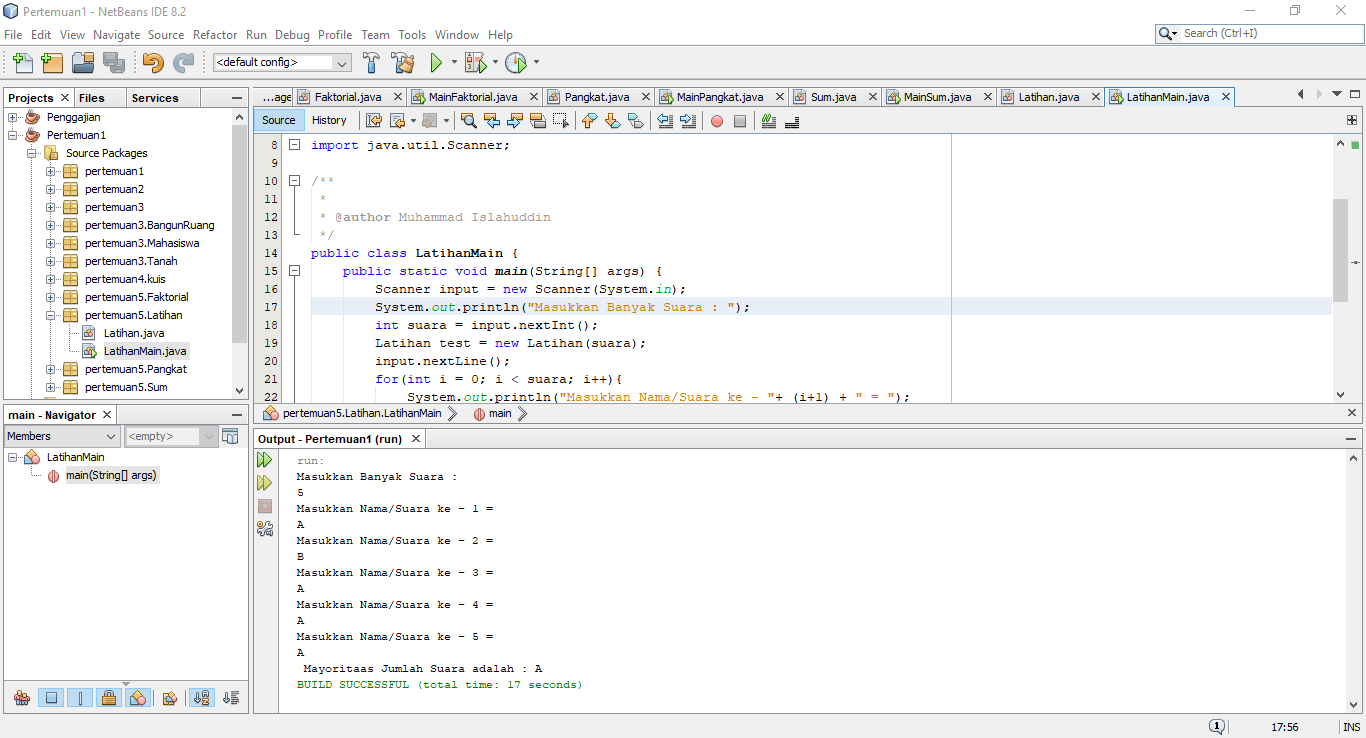 Pertemuan1 - NetBeans IDE 8.2
File Edit View Navigate Source Refactor Run Debug Profile Team Tools Window Help
Search (Ctrl+I)
<default config>
Projects Files Services
Penggajian
Pertemuan1
Source Packages
pertemuan1
pertemuan2
pertemuan3
pertemuan3.BangunRuang
pertemuan3.Mahasiswa
pertemuan3.Tanah
pertemuan4.kuis
pertemuan5.Faktorial
pertemuan5.Latihan
Latihan.java
LatihanMain.java
pertemuan5.Pangkat
pertemuan5.Sum
main - Navigator
Members <empty>
LatihanMain
main(String[] args)
...age Faktorial.java MainFaktorial.java Pangkat.java MainPangkat.java Sum.java MainSum.java Latihan.java LatihanMain.java
Source History
8 import java.util.Scanner;
9
10 /**
11 *
12 * @author Muhammad Islahuddin
13 */
14 public class LatihanMain {
15 public static void main(String[] args) {
16 Scanner input = new Scanner(System.in);
17 System.out.println("Masukkan Banyak Suara : ");
18 int suara = input.nextInt();
19 Latihan test = new Latihan(suara);
20 input.nextLine();
21 for(int i = 0; i < suara; i++){
22 System.out.println("Masukkan Nama/Suara ke - "+ (i+1) + " = ");
pertemuan5.Latihan.LatihanMain main
Output - Pertemuan1 (run)
run:
Masukkan Banyak Suara :
5
Masukkan Nama/Suara ke - 1 =
A
Masukkan Nama/Suara ke - 2 =
B
Masukkan Nama/Suara ke - 3 =
A
Masukkan Nama/Suara ke - 4 =
A
Masukkan Nama/Suara ke - 5 =
A
Mayoritaas Jumlah Suara adalah : A
BUILD SUCCESSFUL (total time: 17 seconds)
1 17:56 INS